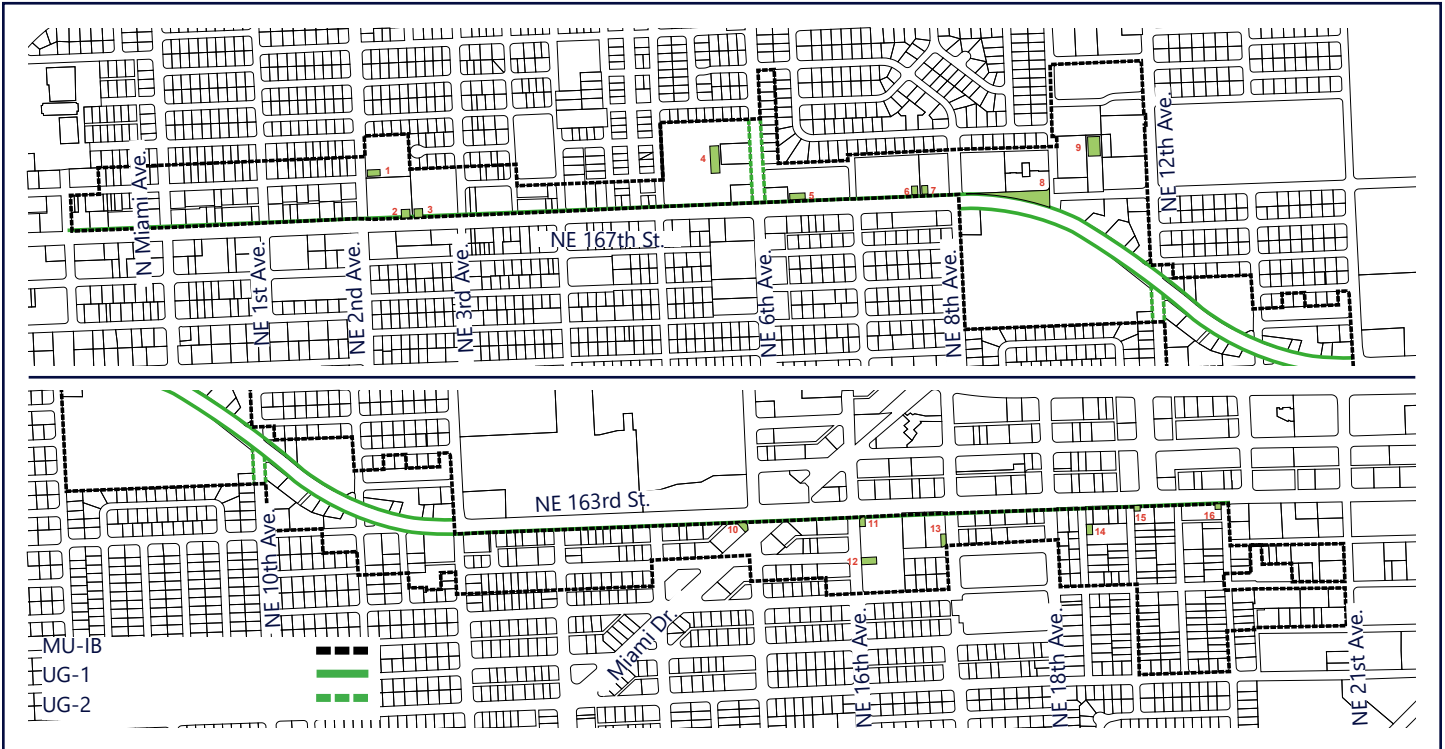 N Miami Ave.
NE 1st Ave.
NE 2nd Ave.
NE 3rd Ave.
NE 167th St.
NE 6th Ave.
NE 8th Ave.
NE 12th Ave.
1
2
3
4
5
6
7
8
9
NE 163rd St.
NE 10th Ave.
Miami Dr.
NE 16th Ave.
NE 18th Ave.
NE 21st Ave.
10
11
12
13
14
15
16
MU-IB
UG-1
UG-2